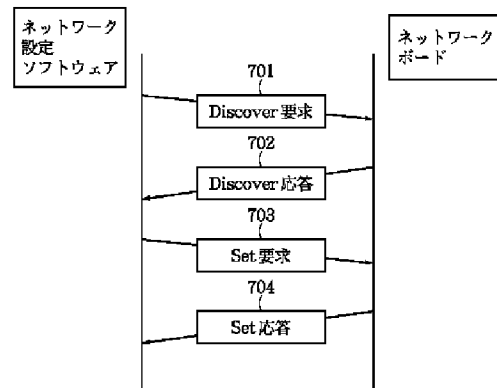 ネットワーク
設定
ソフトウェア
ネットワーク
ボード
701
Discover要求
702
Discover応答
703
Set要求
704
Set応答